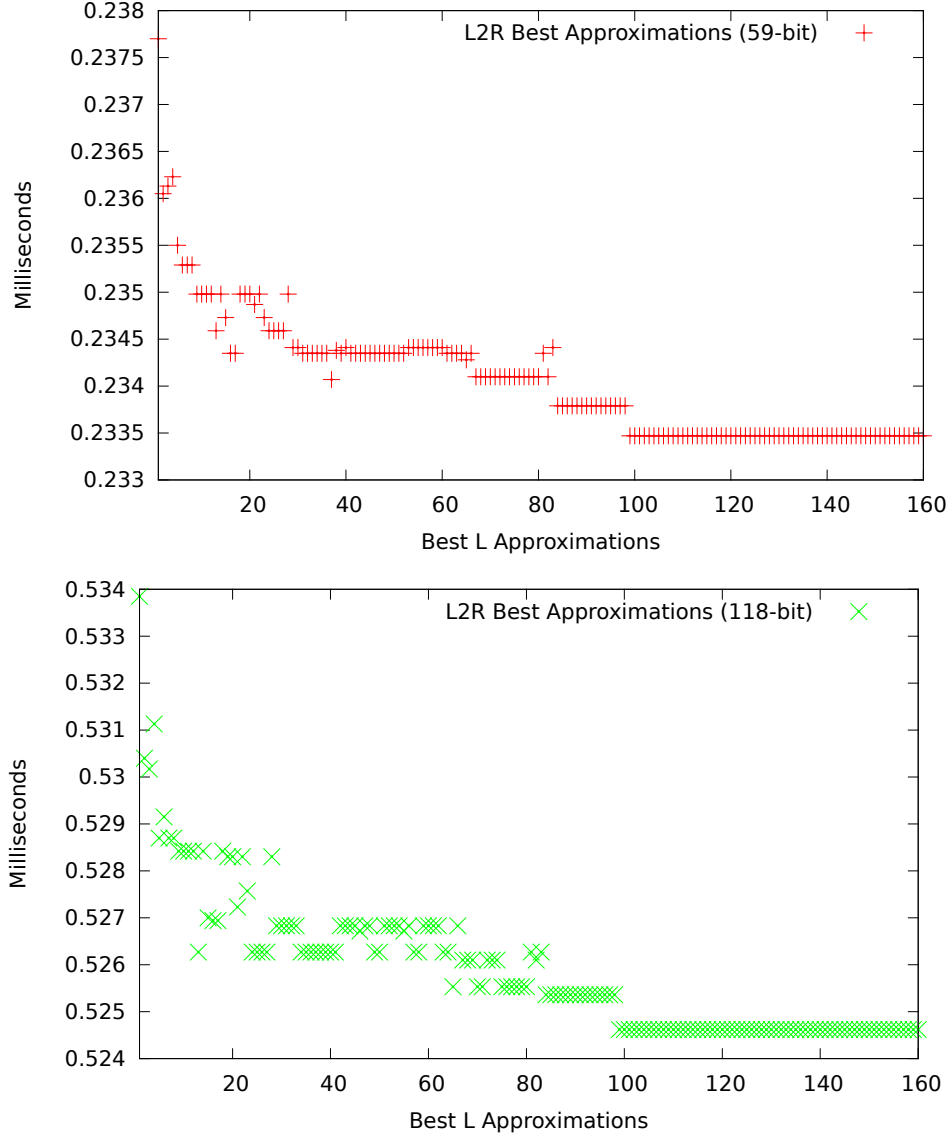 0.238
L2R Best Approximations (59-bit)
0.2375
0.237
0.2365
0.236
0.2355
0.235
0.2345
0.234
0.2335
0.233
Milliseconds
20 40 60 80 100 120 140 160
Best L Approximations
0.534
L2R Best Approximations (118-bit)
0.533
0.532
0.531
0.53
0.529
0.528
0.527
0.526
0.525
0.524
Milliseconds
20 40 60 80 100 120 140 160
Best L Approximations